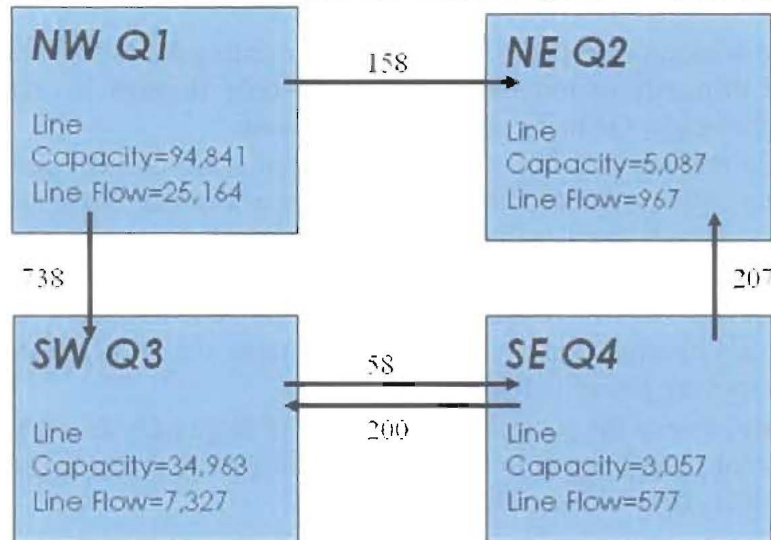 NW Q1
Line
Capacity=94,841
Line Flow=25,164
158
NE Q2
Line
Capacity=5,087
Line Flow=967
738
207
SW Q3
Line
Capacity=34,963
Line Flow=7,327
58
200
SE Q4
Line
Capacity=3,057
Line Flow=577